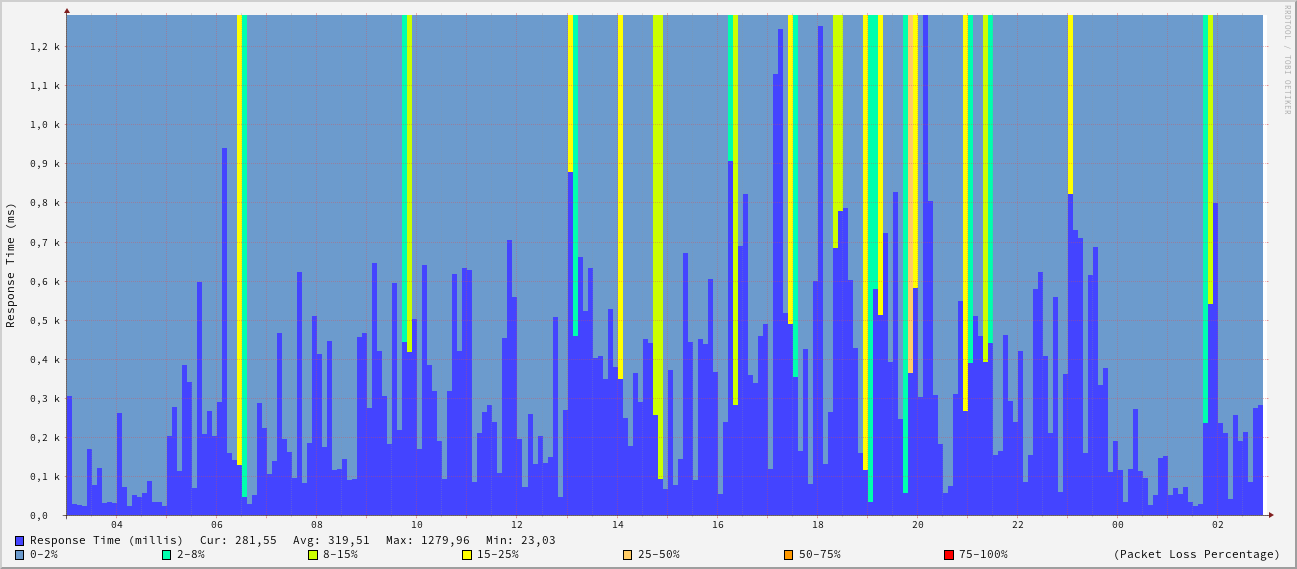 RRDTOOL / TOBI OETIKER
Response Time (ms)
1,2 k
1,1 k
1,0 k
0,9 k
0,8 k
0,7 k
0,6 k
0,5 k
0,4 k
0,3 k
0,2 k
0,1 k
0,0
04 06 08 10 12 14 16 18 20 22 00 02
Response Time (millis) Cur: 281,55 Avg: 319,51 Max: 1279,96 Min: 23,03
0-2% 2-8% 8-15% 15-25% 25-50% 50-75% 75-100% (Packet Loss Percentage)